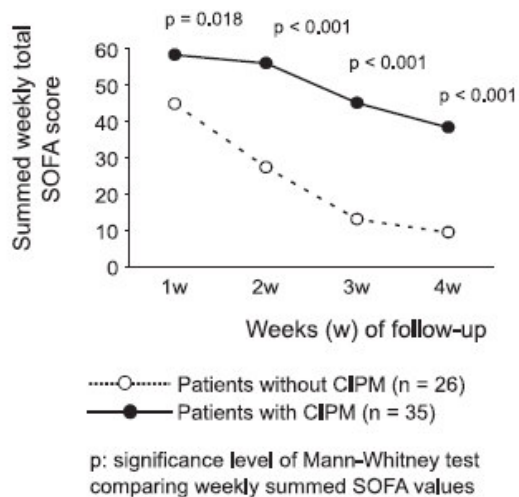 p = 0.018
p < 0.001
p < 0.001
p < 0.001
Summed weekly total
SOFA score
60
50
40
30
20
10
0
1w
2w
3w
4w
Weeks (w) of follow-up
Patients without CIPM (n = 26)
Patients with CIPM (n = 35)
p: significance level of Mann–Whitney test
comparing weekly summed SOFA values